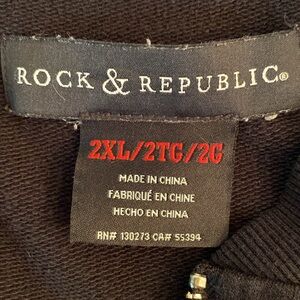 ROCK & REPUBLIC®
2XL/2TG/2G
MADE IN CHINA
FABRIQUÉ EN CHINE
HECHO EN CHINA
RN# 130273 CA# 55394